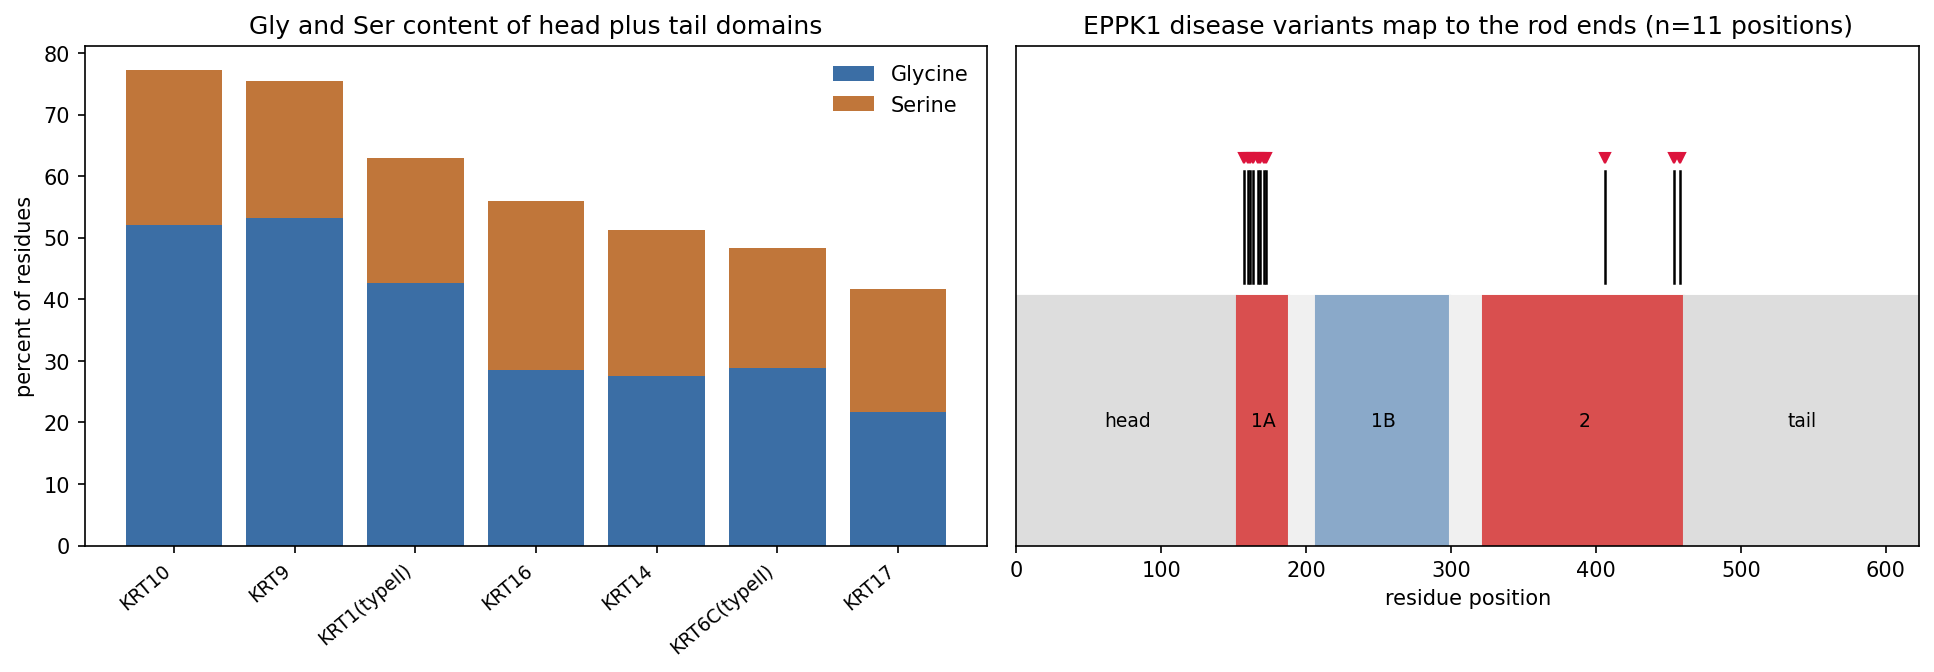 Gly and Ser content of head plus tail domains
percent of residues
80
70
60
50
40
30
20
10
0
Glycine
Serine
KRT10
KRT9
KRT1(typeII)
KRT16
KRT14
KRT6C(typeII)
KRT17
EPPK1 disease variants map to the rod ends (n=11 positions)
head
1A
1B
2
tail
0
100
200
300
400
500
600
residue position